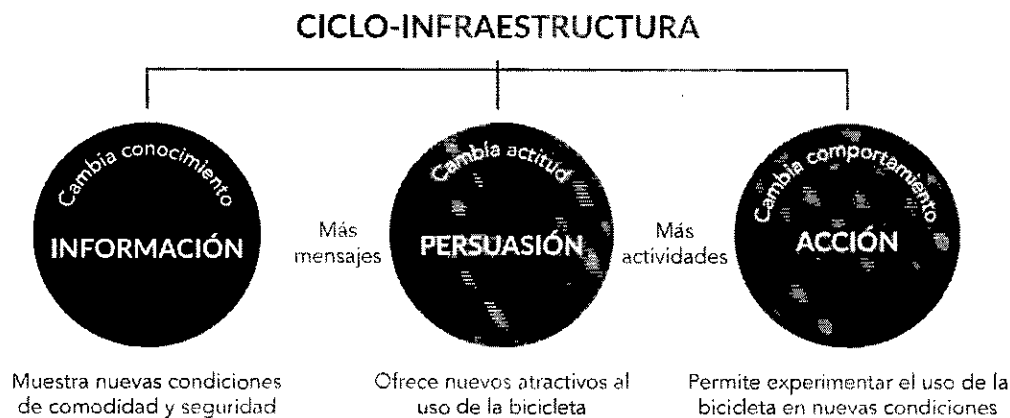 CICLO-INFRAESTRUCTURA
Cambia conocimiento
INFORMACIÓN
Más
mensajes
Cambia actitud
PERSUASIÓN
Más
actividades
Cambia comportamiento
ACCIÓN
Muestra nuevas condiciones
de comodidad y seguridad
Ofrece nuevos atractivos al
uso de la bicicleta
Permite experimentar el uso de la
bicicleta en nuevas condiciones